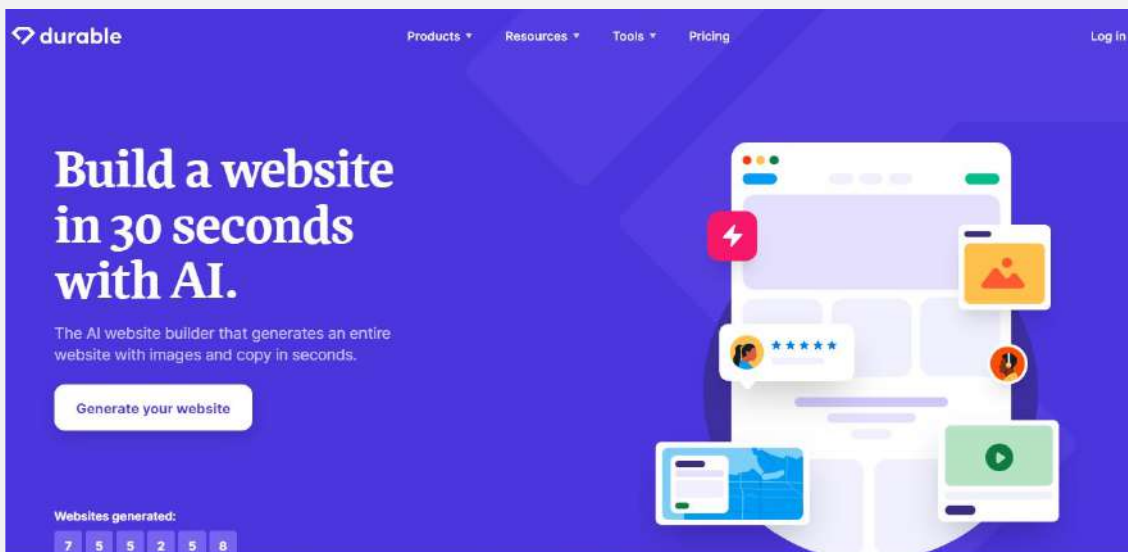 durable
Products
Resources
Tools
Pricing
Log in
Build a website
in 30 seconds
with AI.
The AI website builder that generates an entire
website with images and copy in seconds.
Generate your website
Websites generated:
7 5 5 2 5 8